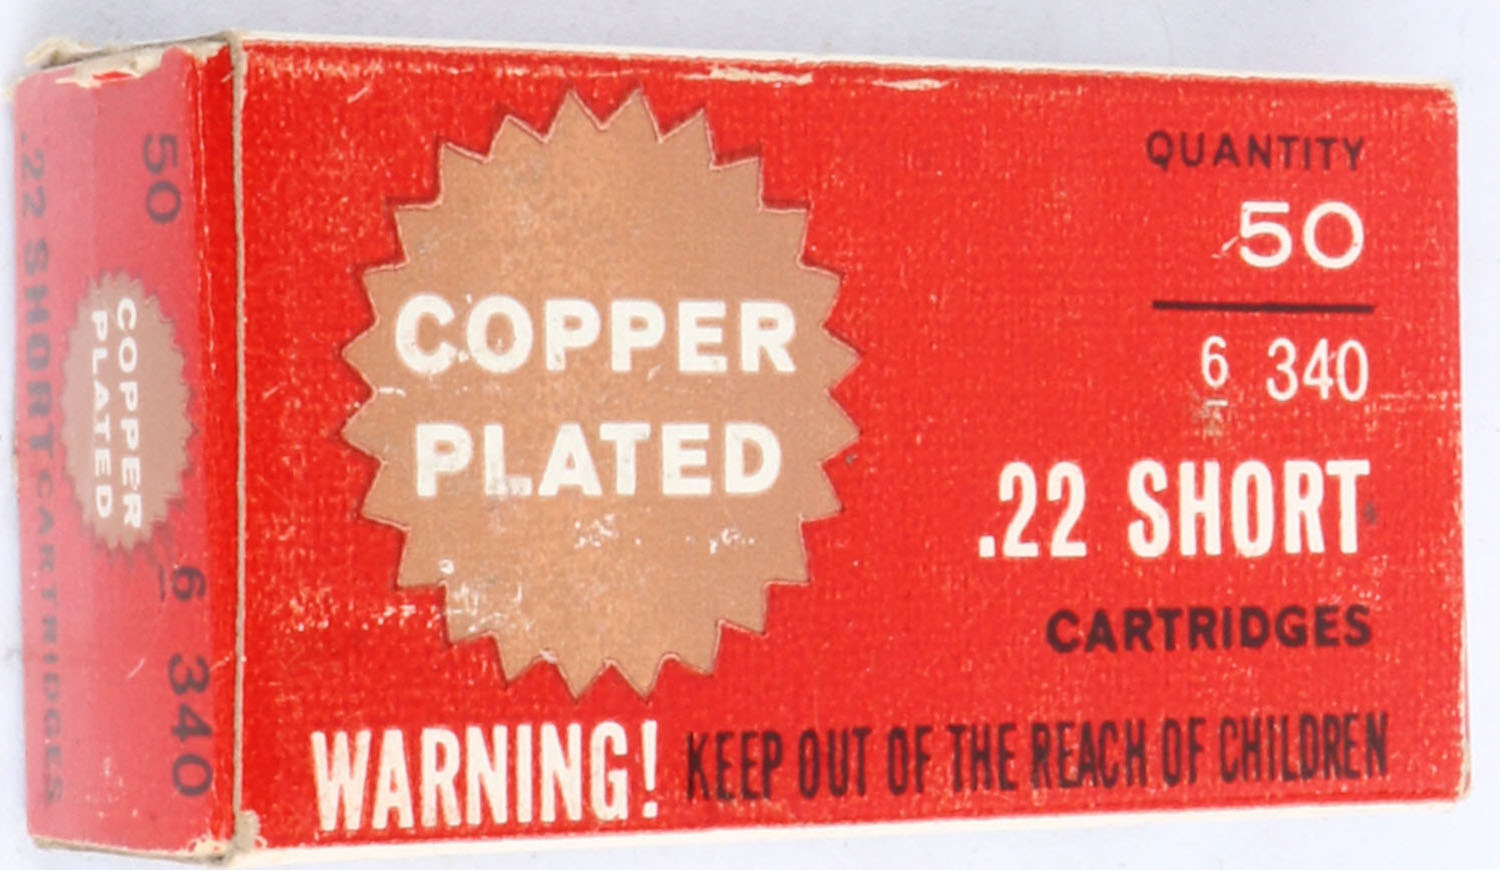 COPPER
PLATED
QUANTITY
50
6 340
.22 SHORT
CARTRIDGES
WARNING! KEEP OUT OF THE REACH OF CHILDREN
50
6 340
COPPER
PLATED
.22 SHORT CARTRIDGES